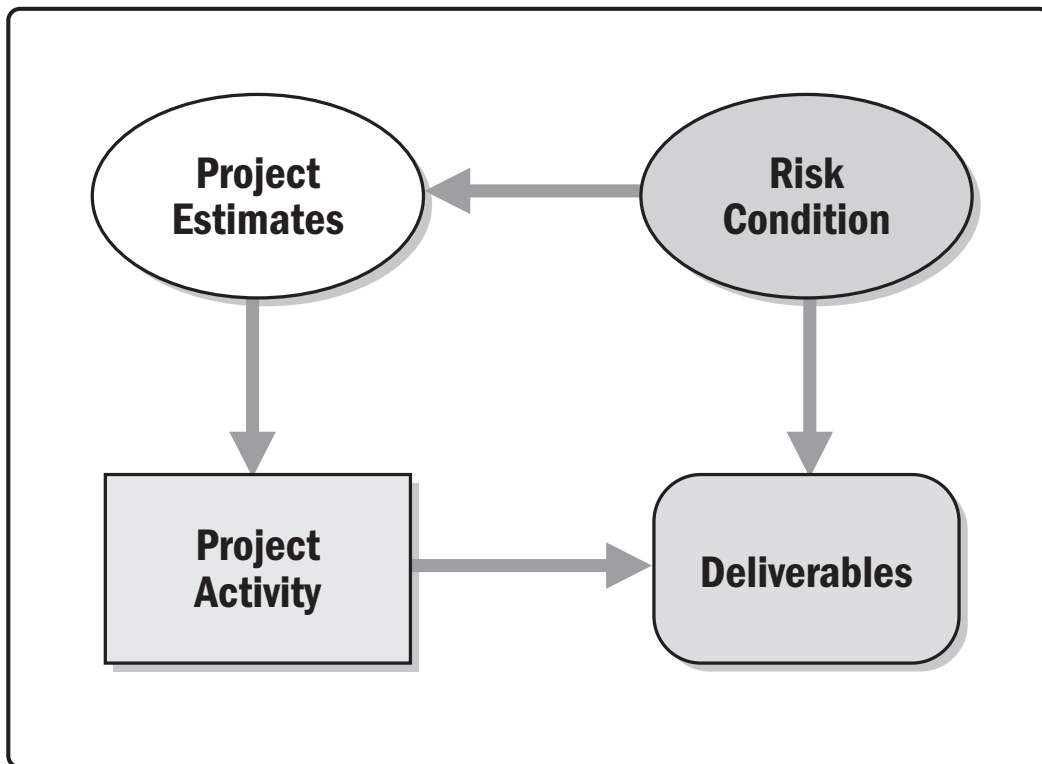 Project
Estimates
Risk
Condition
Project
Activity
Deliverables